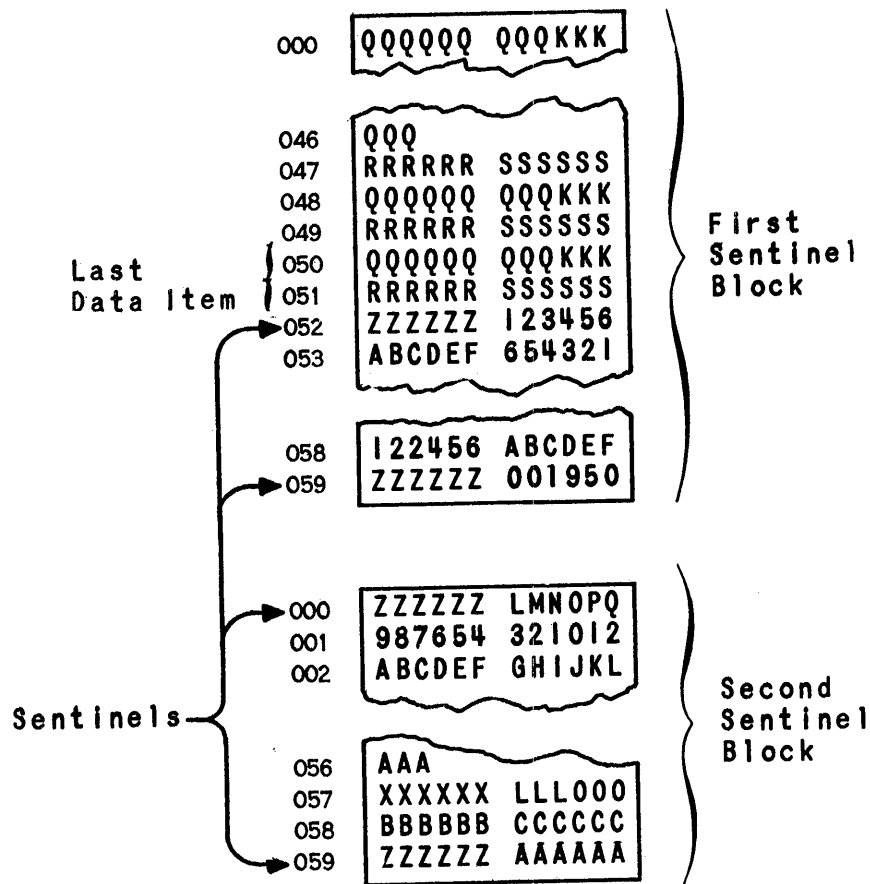 000 QQQQQQ QQQKKK
046 QQQ
047 RRRRRR SSSSSS
048 QQQQQQ QQQKKK
049 RRRRRR SSSSSS
050 QQQQQQ QQQKKK
051 RRRRRR SSSSSS
052 ZZZZZZ 123456
053 ABCDEF 654321
Last
Data Item
First
Sentinel
Block
058 122456 ABCDEF
059 ZZZZZZ 001950
000 ZZZZZZ LMNOPQ
001 987654 321012
002 ABCDEF GHIJKL
Sentinels
Second
Sentinel
Block
056 AAA
057 XXXXXX LLLOOO
058 BBBBBB CCCCCC
059 ZZZZZZ AAAAAA